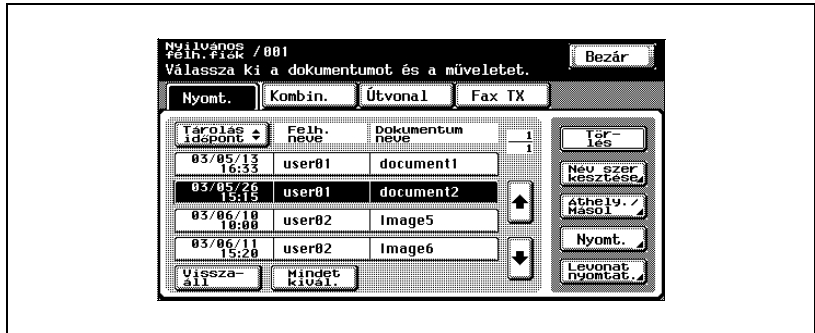 Nyilvános
félh.fiók /001
Bezár
Válassza ki a dokumentumot és a müveletet.
Nyomt. Kombin. Útvonal Fax TX
Tárolás
időpont
Felh.
neve
Dokumentum
neve
1
1
Tör-
lés
03/05/13
16:33
user01 document1
Név szer
kesztése
03/05/26
15:15
user01 document2
Áthely./
Másol
03/06/10
10:00
user02 Image5
Nyomt.
03/06/11
15:20
user02 Image6
Levonat
nyomtat.
Vissza-
áll
Mindet
kivál.